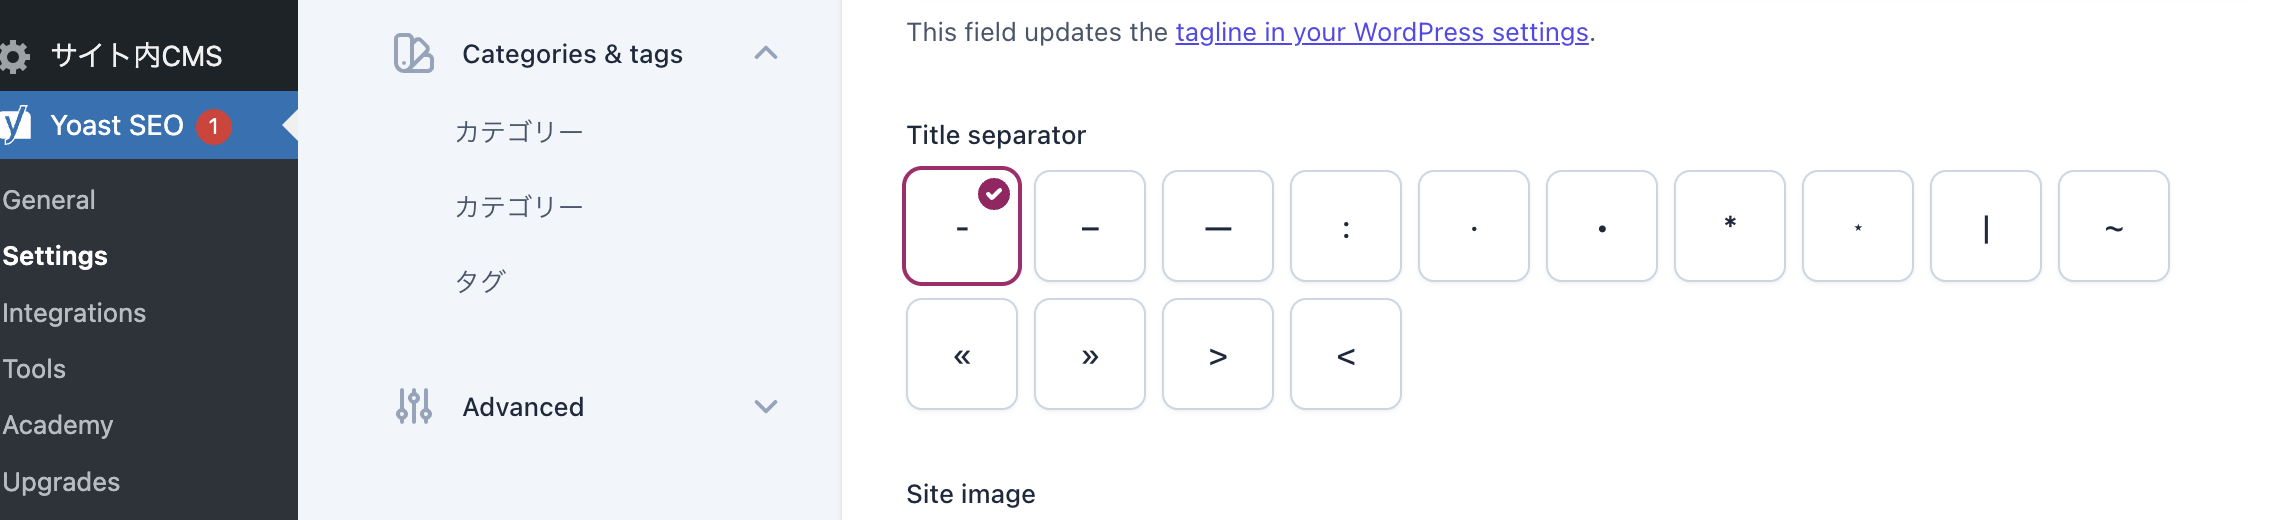 サイト内CMS
Yoast SEO 1
General
Settings
Integrations
Tools
Academy
Upgrades
Categories & tags
カテゴリー
カテゴリー
タグ
Advanced
This field updates the tagline in your WordPress settings.
Title separator
- – — : · • * ⋆ | ~
« » > <
Site image